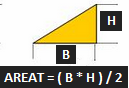 H
B
AREAT = ( B * H ) / 2